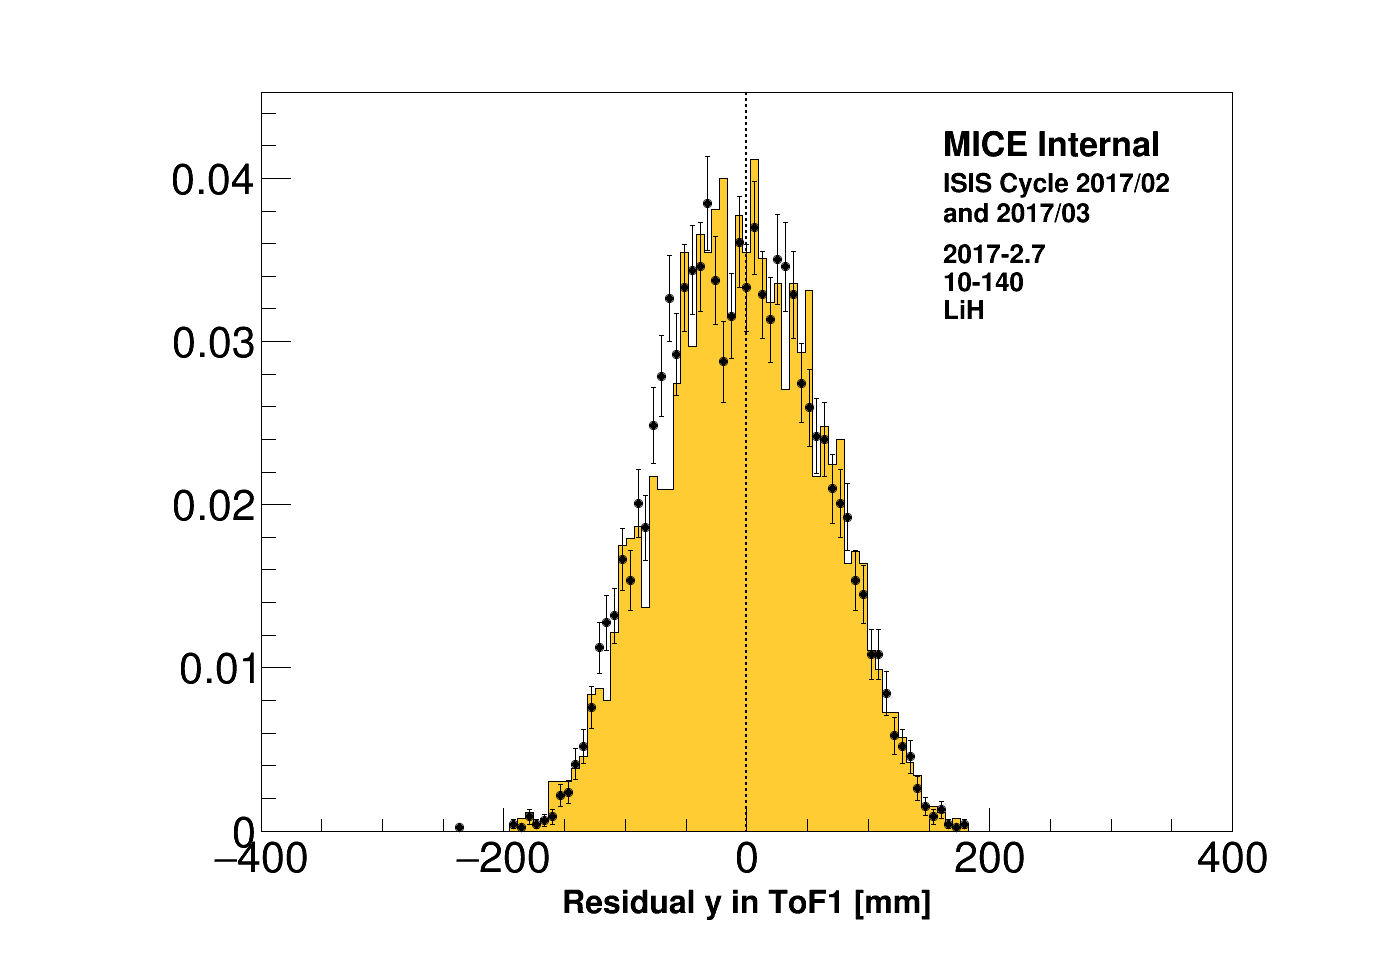 MICE Internal
ISIS Cycle 2017/02
and 2017/03
2017-2.7
10-140
LiH
0.04
0.03
0.02
0.01
0
−400 −200 0 200 400
Residual y in ToF1 [mm]